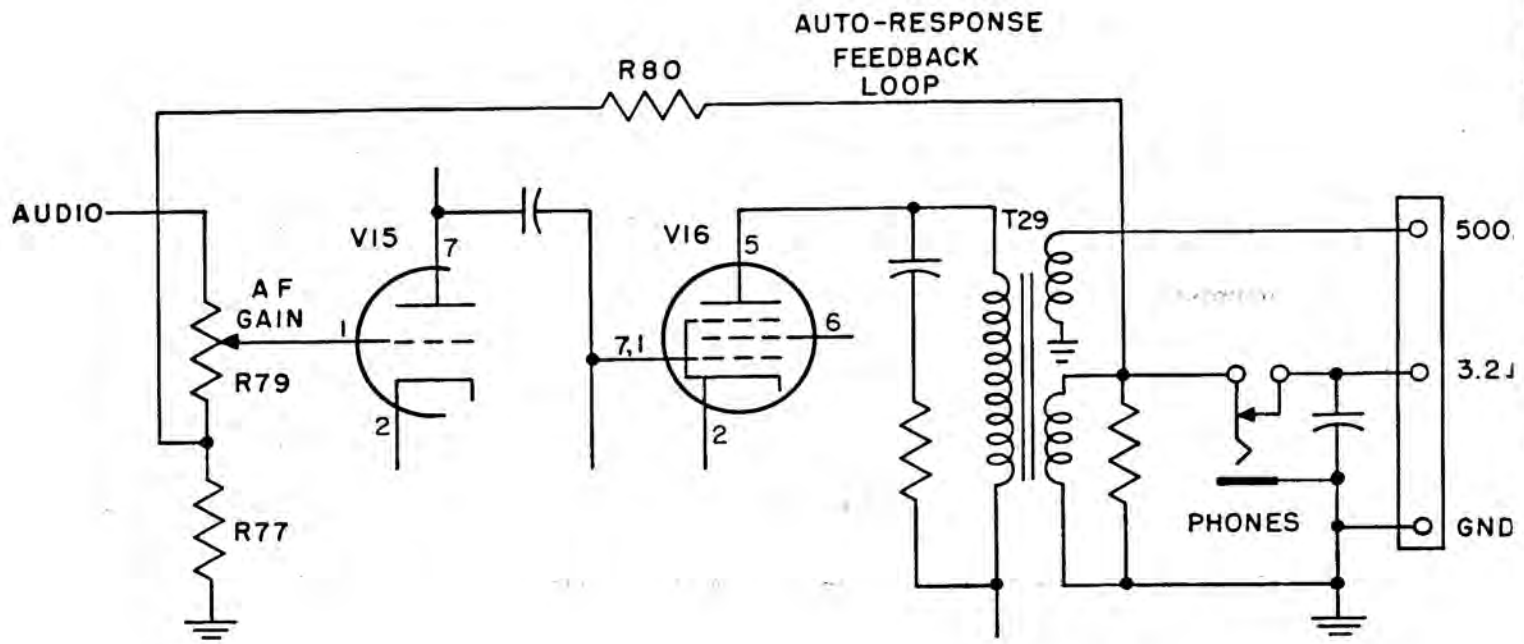 AUTO-RESPONSE
FEEDBACK
LOOP
R80
AUDIO
V15
7
V16
5
T29
500
AF
GAIN
1
6
7,1
R79
3.2
2
2
R77
PHONES
GND